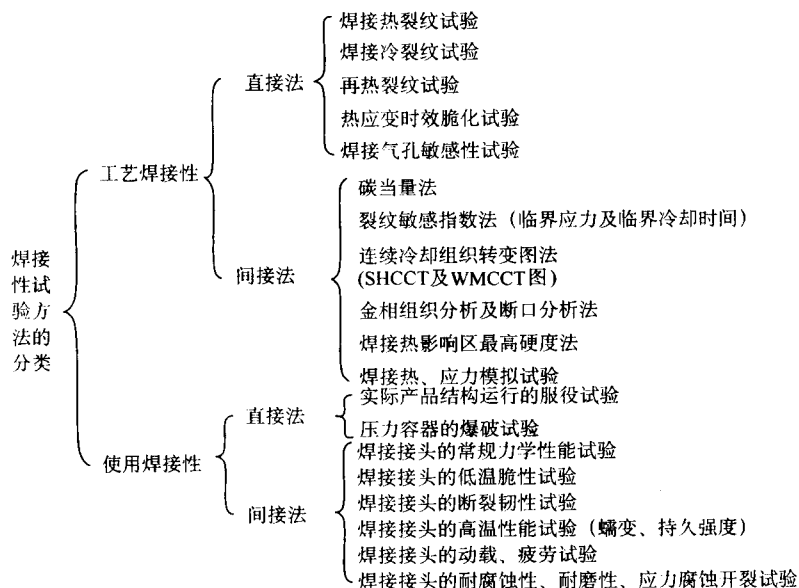 焊接
性试
验方
法的
分类
工艺焊接性
直接法
焊接热裂纹试验
焊接冷裂纹试验
再热裂纹试验
热应变时效脆化试验
焊接气孔敏感性试验
间接法
碳当量法
裂纹敏感指数法（临界应力及临界冷却时间）
连续冷却组织转变图法
(SHCCT及WMCCT图)
金相组织分析及断口分析法
焊接热影响区最高硬度法
焊接热、应力模拟试验
使用焊接性
直接法
实际产品结构运行的服役试验
压力容器的爆破试验
间接法
焊接接头的常规力学性能试验
焊接接头的低温脆性试验
焊接接头的断裂韧性试验
焊接接头的高温性能试验（蠕变、持久强度）
焊接接头的动载、疲劳试验
焊接接头的耐腐蚀性、耐磨性、应力腐蚀开裂试验